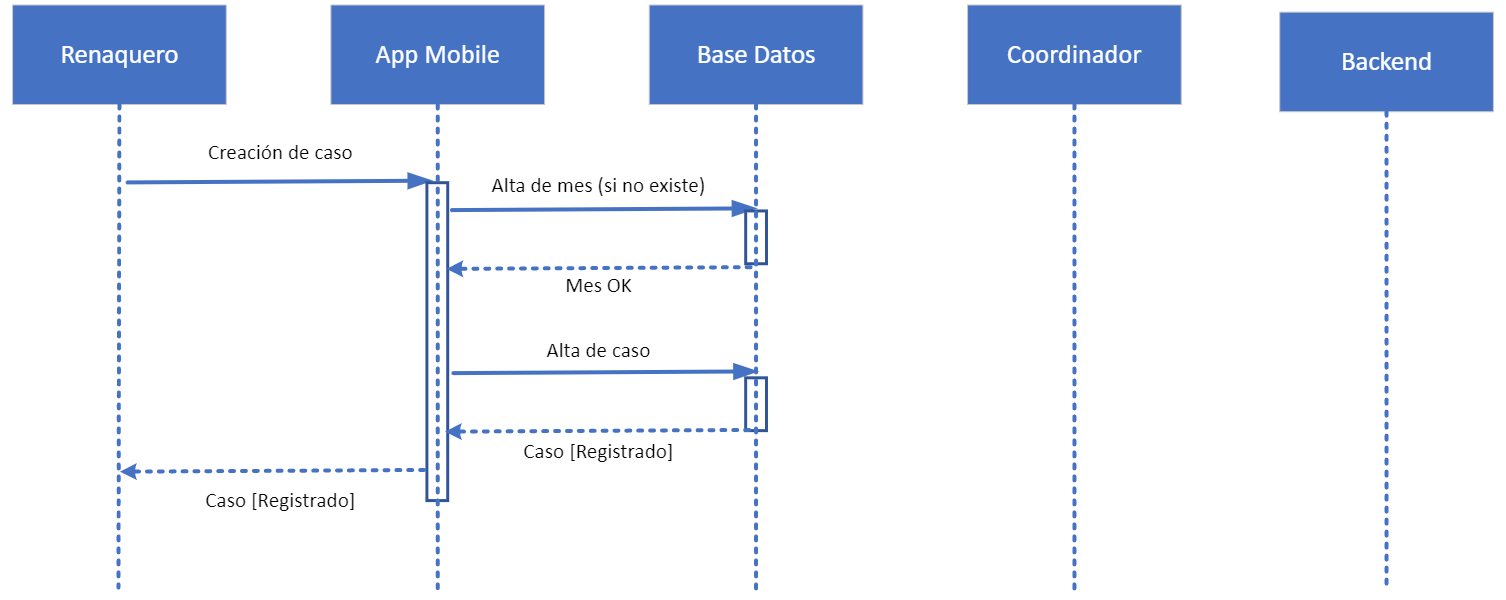 Renaquero
App Mobile
Base Datos
Coordinador
Backend
Creación de caso
Alta de mes (si no existe)
Mes OK
Alta de caso
Caso [Registrado]
Caso [Registrado]